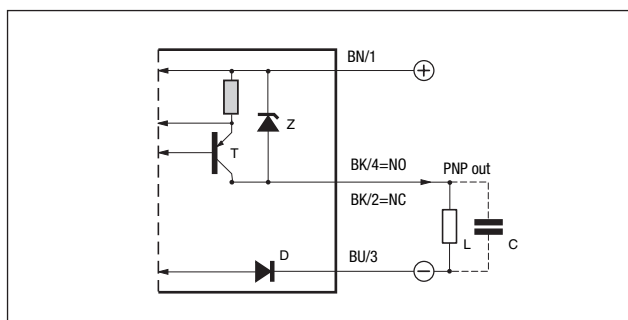 BN/1
Z
T
BK/4=NO
PNP out
BK/2=NC
L
C
D
BU/3